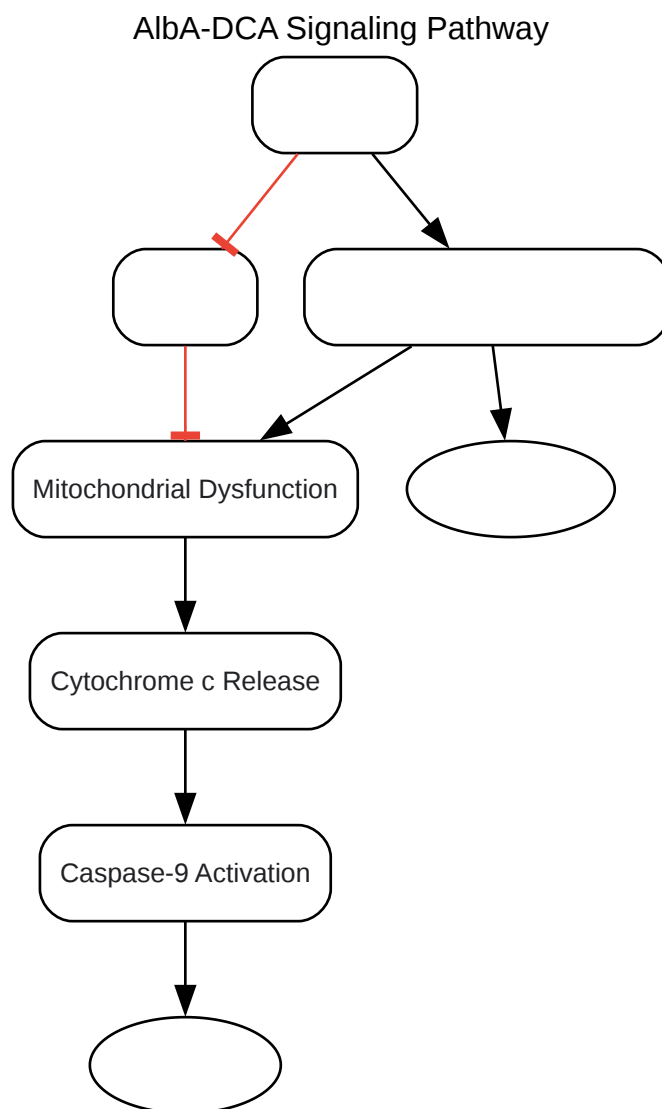 AlbA-DCA Signaling Pathway
Mitochondrial Dysfunction
Cytochrome c Release
Caspase-9 Activation